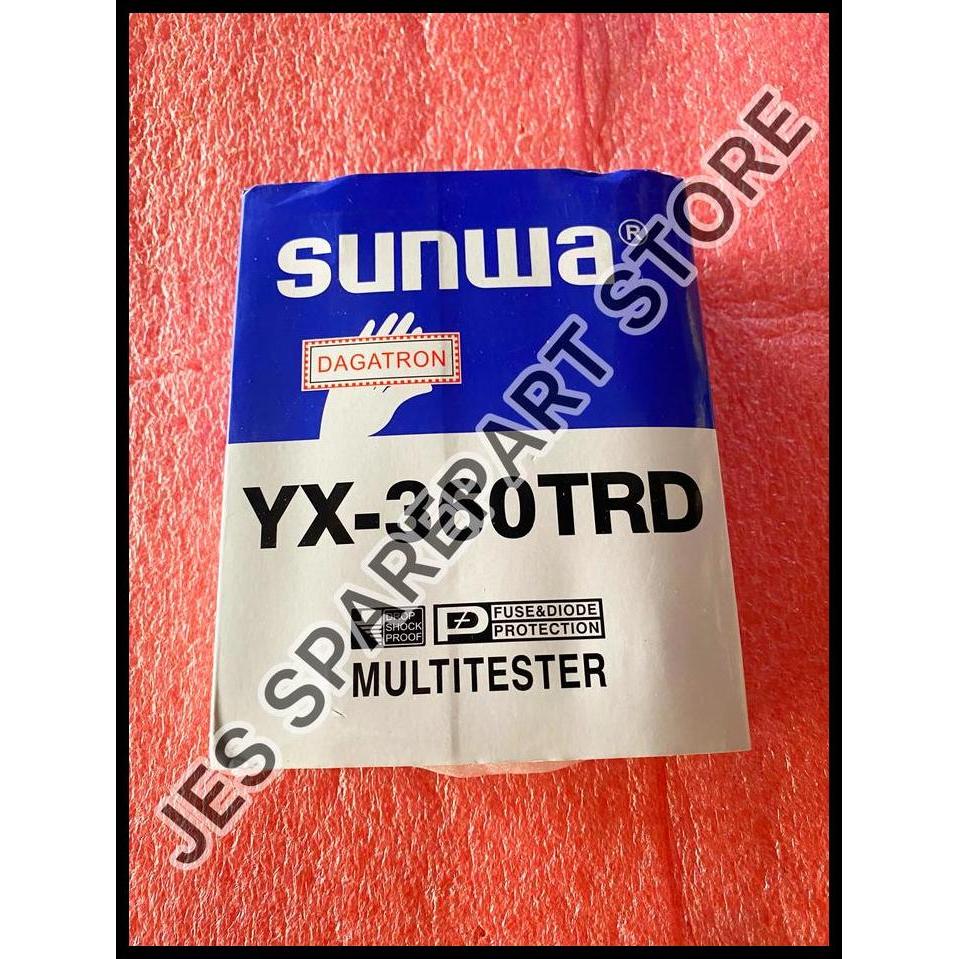 sunwa®
DAGATRON
YX-360TRD
DROP
SHOCK
PROOF
FUSE&DIODE
PROTECTION
MULTITESTER
JES SPAREPART STORE